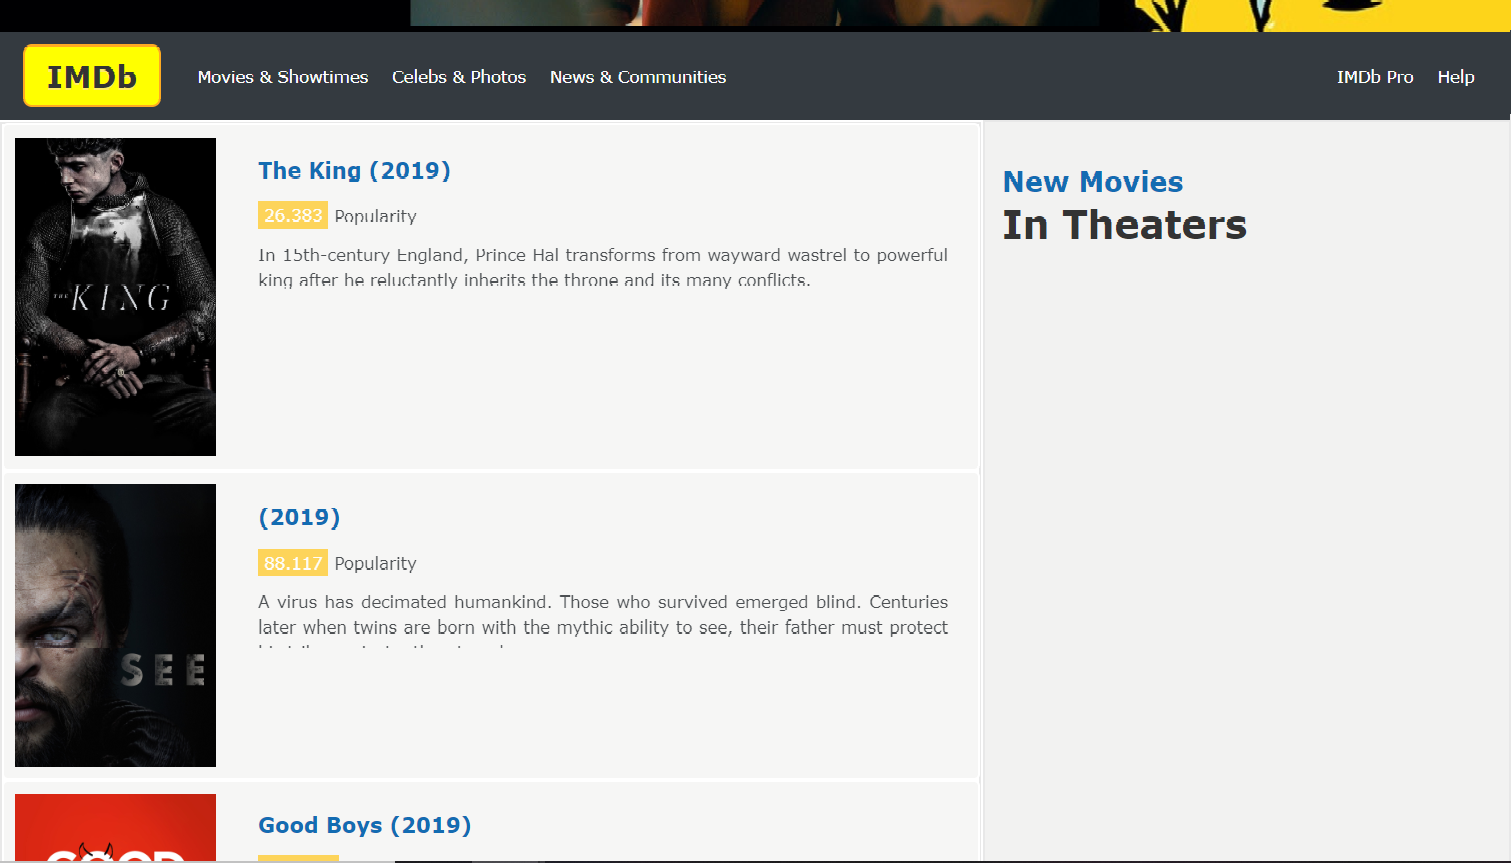 IMDb
Movies & Showtimes
Celebs & Photos
News & Communities
IMDb Pro
Help
THE KING
The King (2019)
26.383 Popularity
In 15th-century England, Prince Hal transforms from wayward wastrel to powerful
king after he reluctantly inherits the throne and its many conflicts.
New Movies
In Theaters
SEE
(2019)
88.117 Popularity
A virus has decimated humankind. Those who survived emerged blind. Centuries
later when twins are born with the mythic ability to see, their father must protect
GOOD
Good Boys (2019)